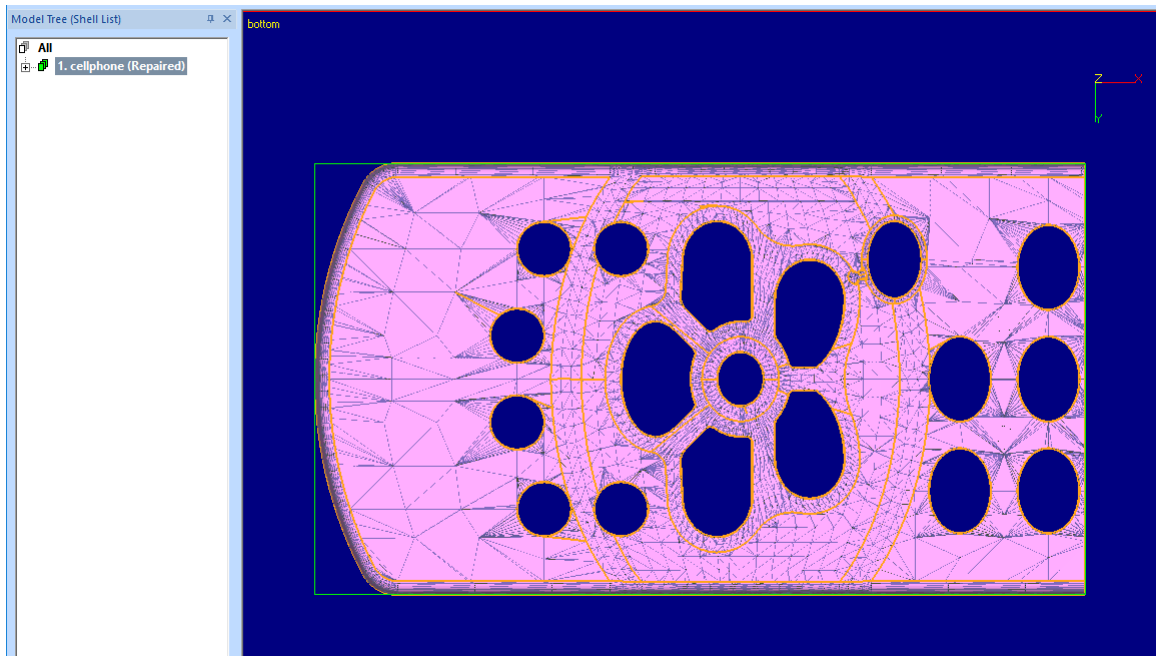 Model Tree (Shell List)
All
1. cellphone (Repaired)
bottom
Z
X
Y